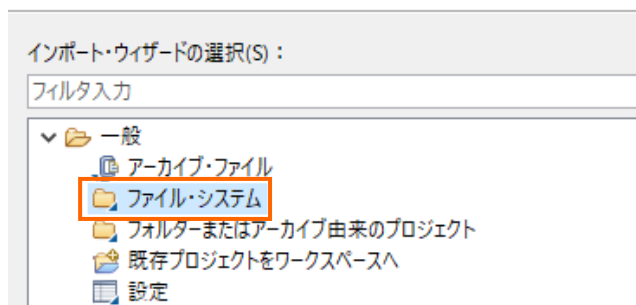 インポート・ウィザードの選択(S)：
フィルタ入力
一般
アーカイブ・ファイル
ファイル・システム
フォルダーまたはアーカイブ由来のプロジェクト
既存プロジェクトをワークスペースへ
設定